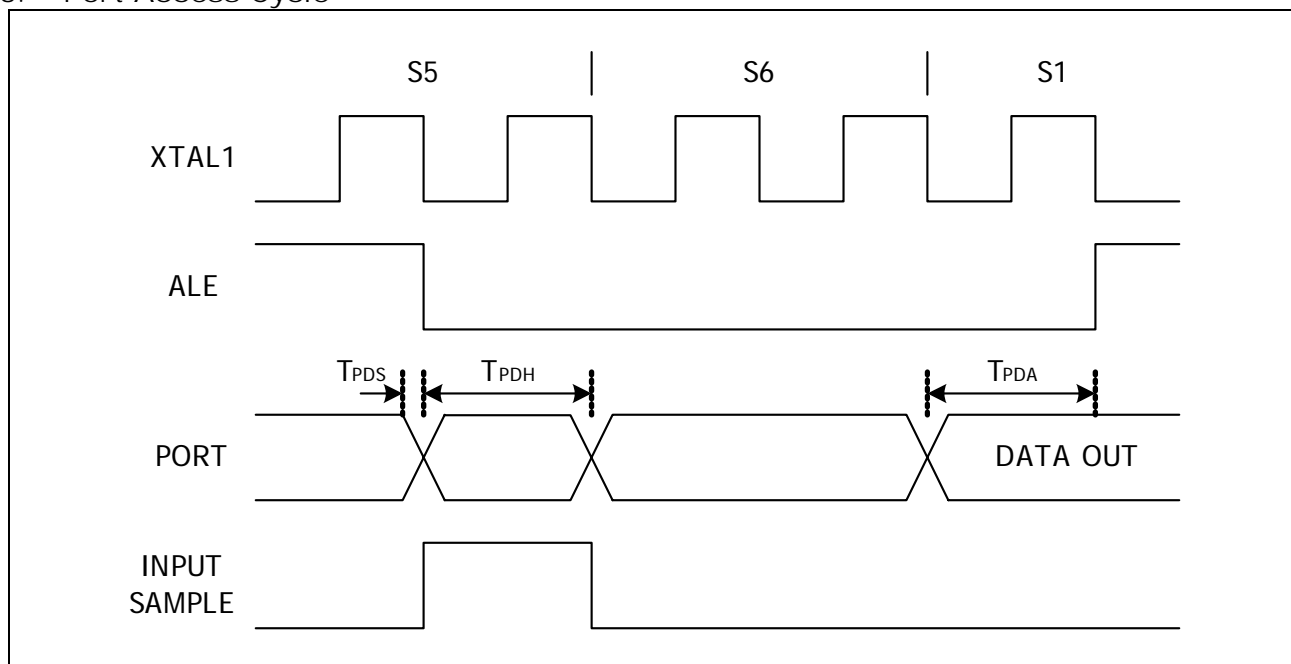 Port Access Cycle
S5 | S6 | S1
XTAL1
ALE
TPDS TPDH TPDA
PORT DATA OUT
INPUT
SAMPLE